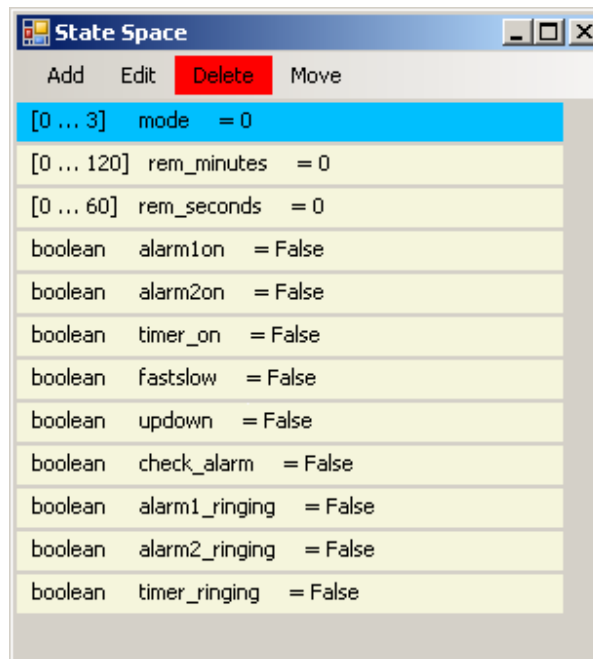 State Space
Add Edit Delete Move
[0 ... 3] mode = 0
[0 ... 120] rem_minutes = 0
[0 ... 60] rem_seconds = 0
boolean alarm1on = False
boolean alarm2on = False
boolean timer_on = False
boolean fastslow = False
boolean updown = False
boolean check_alarm = False
boolean alarm1_ringing = False
boolean alarm2_ringing = False
boolean timer_ringing = False